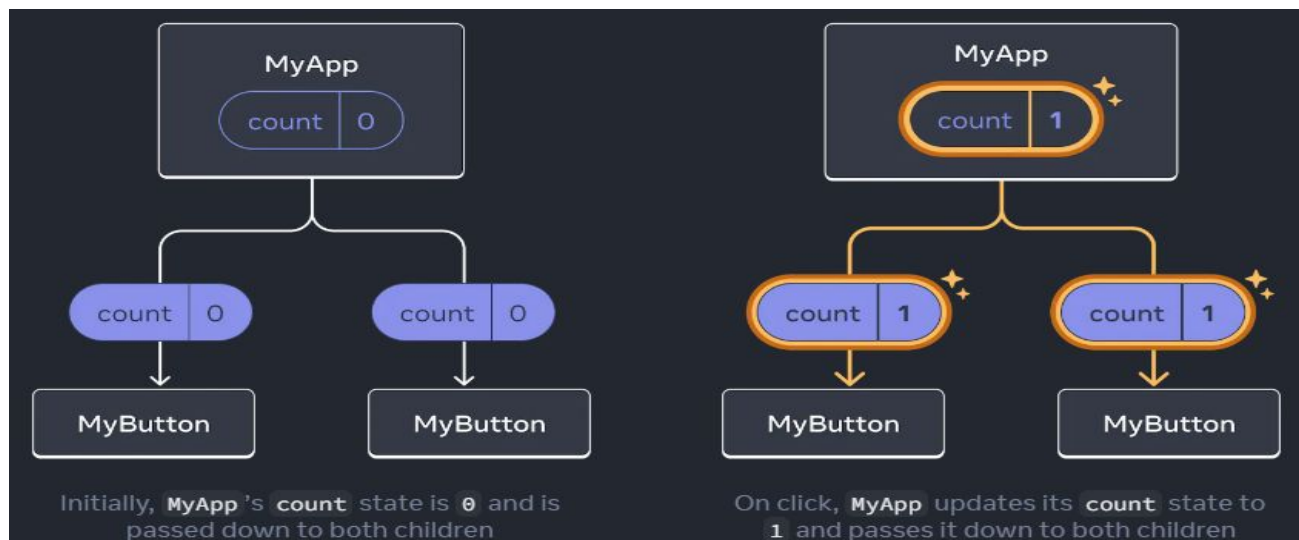 MyApp
count 0
count 0
count 0
MyButton
MyButton
Initially, MyApp's count state is 0 and is
passed down to both children
MyApp
count 1
count 1
count 1
MyButton
MyButton
On click, MyApp updates its count state to
1 and passes it down to both children